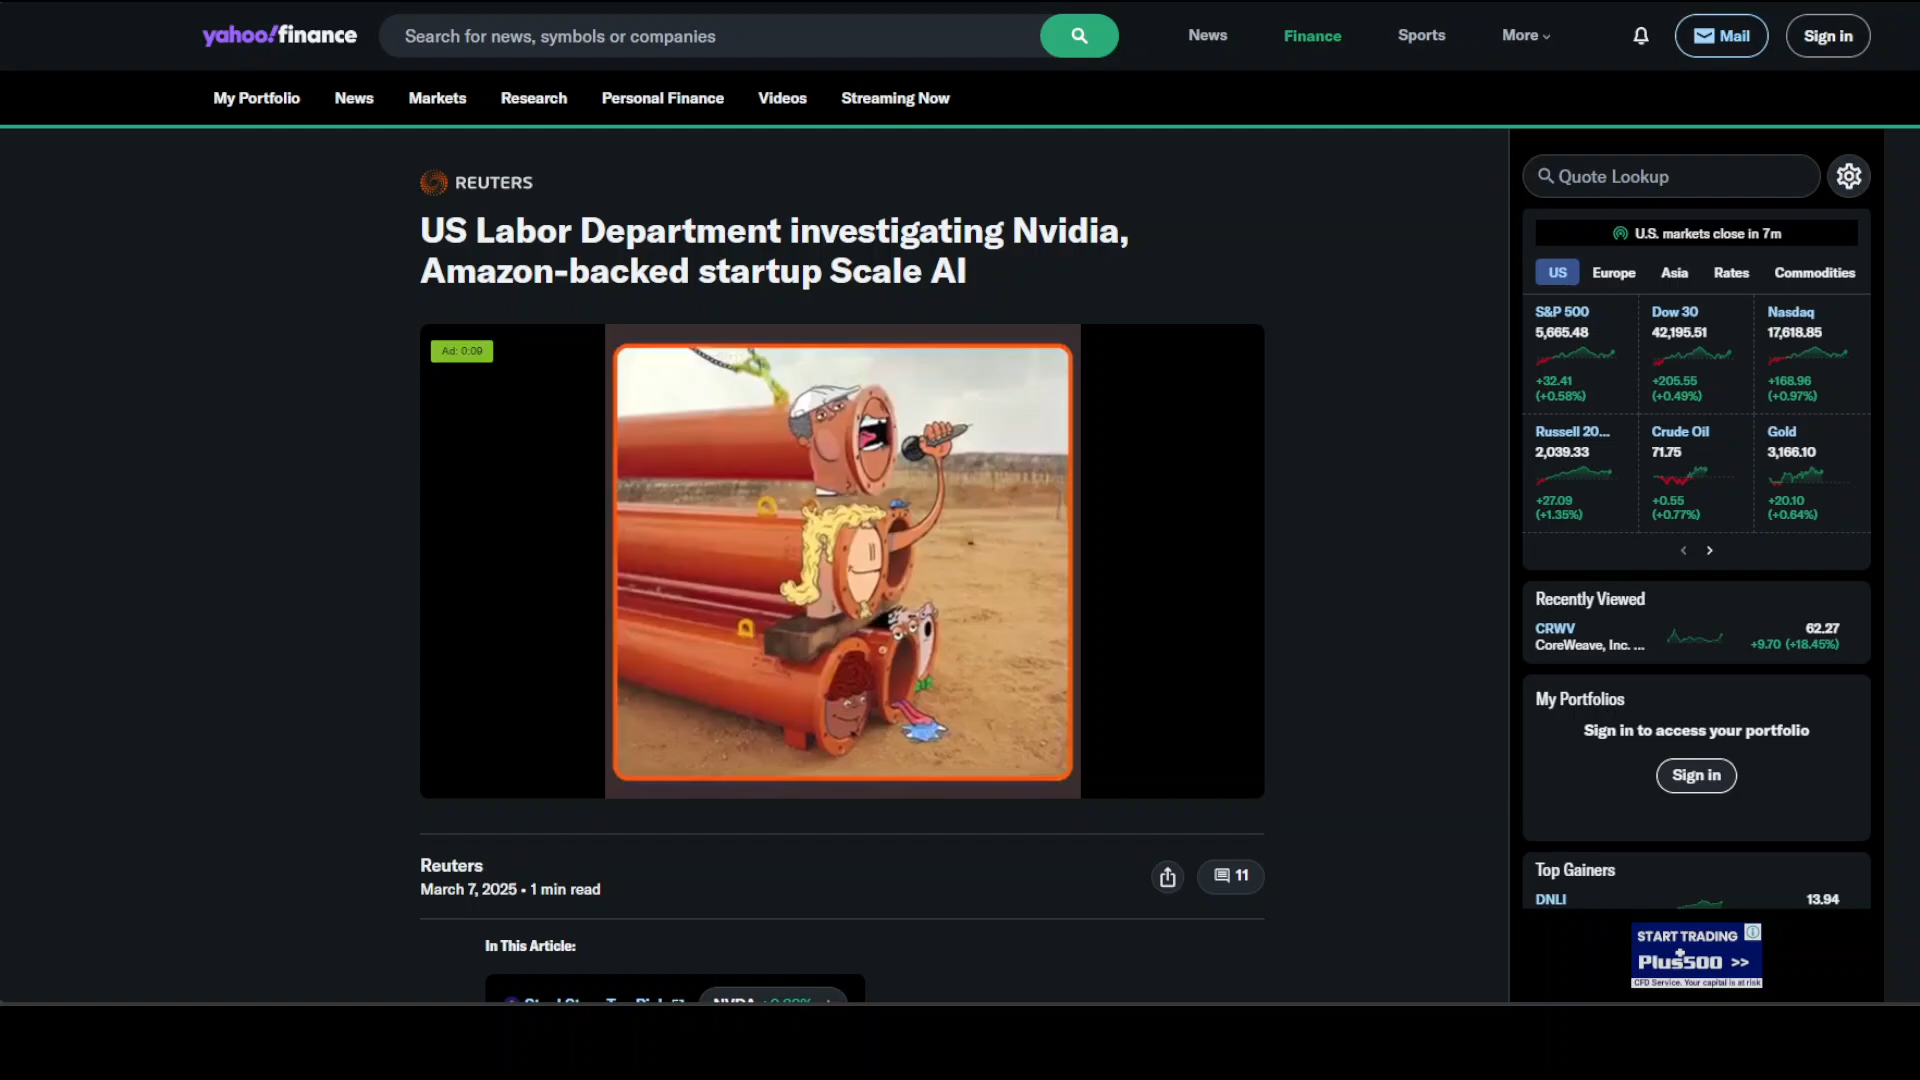 yahoo!finance
Search for news, symbols or companies
News
Finance
Sports
More
Mail
Sign in
My Portfolio
News
Markets
Research
Personal Finance
Videos
Streaming Now
REUTERS
US Labor Department investigating Nvidia,
Amazon-backed startup Scale AI
Ad: 0:09
Reuters
March 7, 2025 • 1 min read
11
In This Article:
Quote Lookup
U.S. markets close in 7m
US
Europe
Asia
Rates
Commodities
S&P 500
5,665.48
+32.41
(+0.58%)
Dow 30
42,195.51
+205.55
(+0.49%)
Nasdaq
17,618.85
+168.96
(+0.97%)
Russell 20...
2,039.33
+27.09
(+1.35%)
Crude Oil
71.75
+0.55
(+0.77%)
Gold
3,166.10
+20.10
(+0.64%)
Recently Viewed
CRWV
62.27
CoreWeave, Inc. ...
+9.70 (+18.45%)
My Portfolios
Sign in to access your portfolio
Sign in
Top Gainers
DNLI
13.94
START TRADING
Plus500 >>
CFD Service. Your capital is at risk